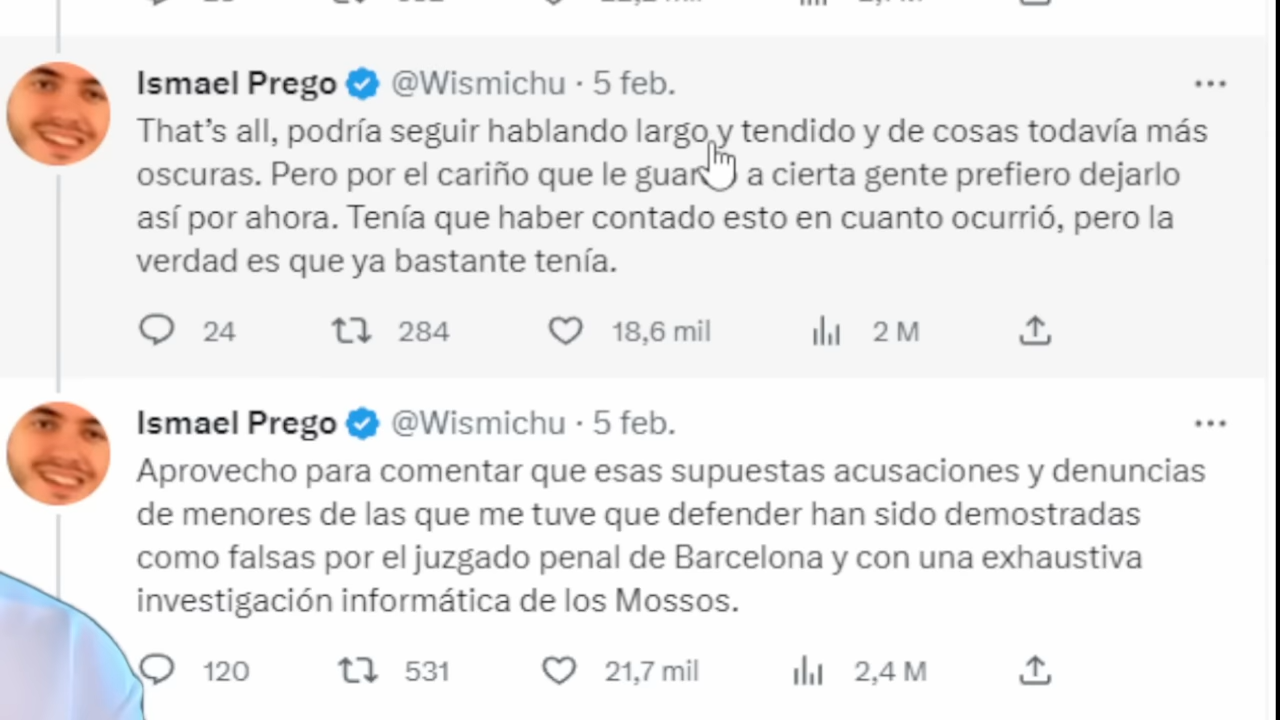 Ismael Prego @Wismichu · 5 feb.
That's all, podría seguir hablando largo y tendido y de cosas todavía más
oscuras. Pero por el cariño que le a cierta gente prefiero dejarlo
así por ahora. Tenía que haber contado esto en cuanto ocurrió, pero la
verdad es que ya bastante tenía.
24 284 18,6 mil 2 M
Ismael Prego @Wismichu · 5 feb.
Aprovecho para comentar que esas supuestas acusaciones y denuncias
de menores de las que me tuve que defender han sido demostradas
como falsas por el juzgado penal de Barcelona y con una exhaustiva
investigación informática de los Mossos.
120 531 21,7 mil 2,4 M